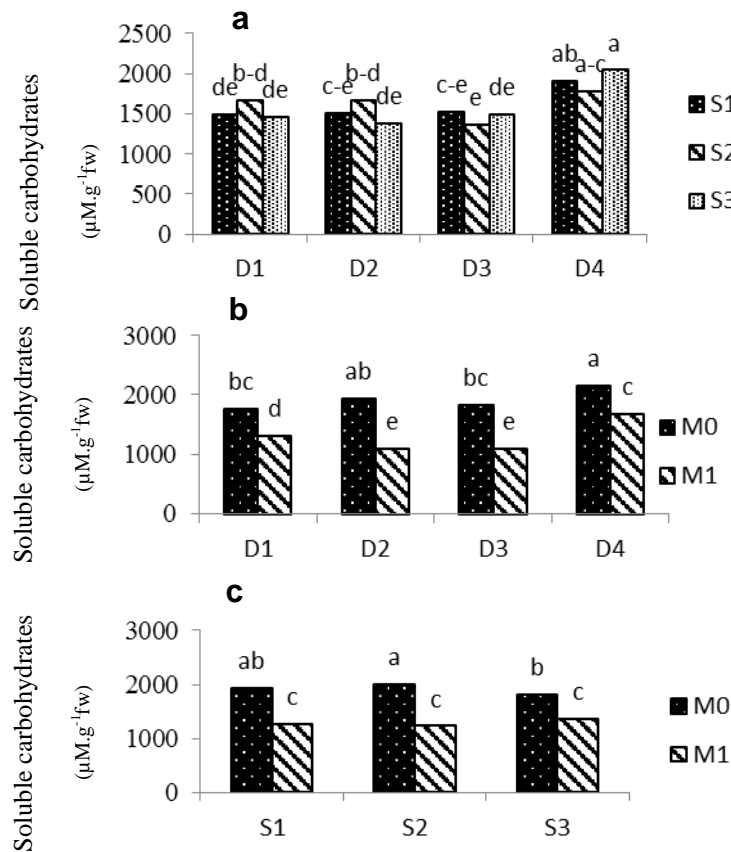 a
Soluble carbohydrates
(µM.g⁻¹fw)
2500
2000
1500
1000
500
0
de b-d de
c-e b-d de
c-e e de
ab a-c a
D1 D2 D3 D4
S1
S2
S3
b
Soluble carbohydrates
(µM.g⁻¹fw)
3000
2000
1000
0
bc d
ab e
bc e
a c
D1 D2 D3 D4
M0
M1
c
Soluble carbohydrates
(µM.g⁻¹fw)
3000
2000
1000
0
ab c
a c
b c
S1 S2 S3
M0
M1